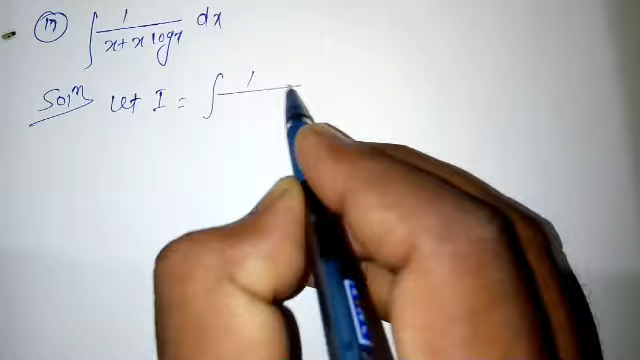 17 ∫ 1/(x+x logx) dx
Solⁿ Let I = ∫ 1